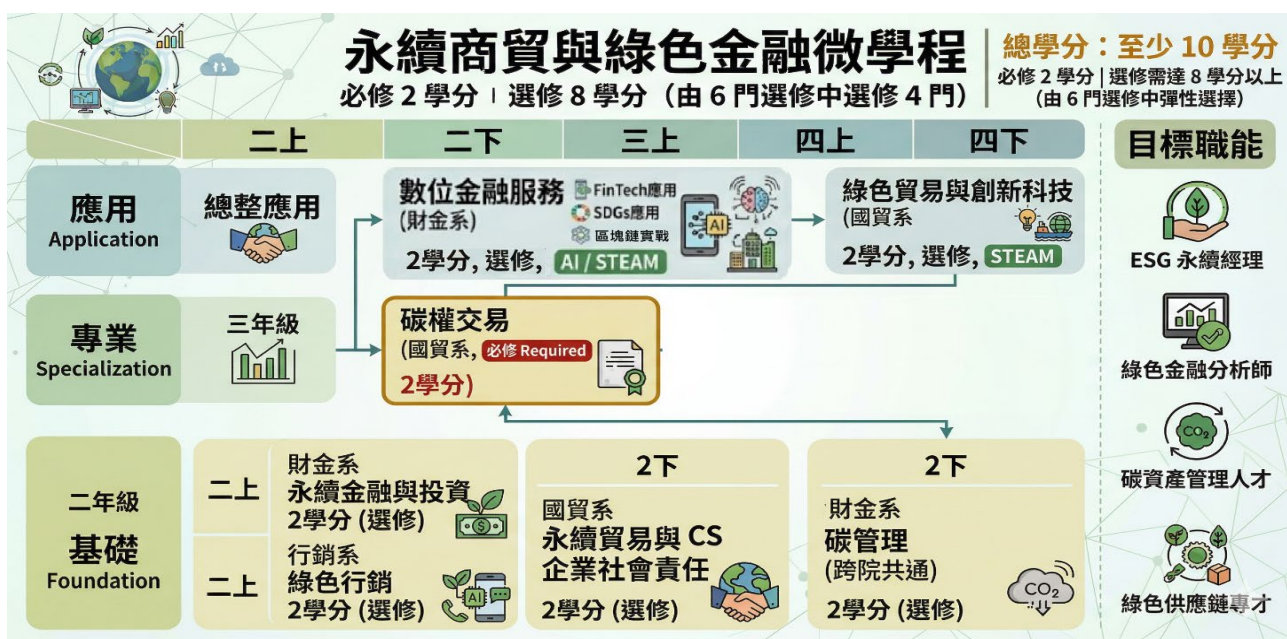 永續商貿與綠色金融微學程
必修 2 學分 | 選修 8 學分（由 6 門選修中選修 4 門）
總學分：至少 10 學分
必修 2 學分 | 選修需達 8 學分以上
(由 6 門選修中彈性選擇)
二上
二下
三上
四上
四下
目標職能
應用
Application
總整應用
數位金融服務
(財金系)
FinTech應用
SDGs應用
區塊鏈實戰
AI
2學分, 選修, AI / STEAM
綠色貿易與創新科技
(國貿系
2學分, 選修, STEAM
專業
Specialization
三年級
碳權交易
(國貿系, 必修 Required
2學分)
二年級
基礎
Foundation
二上
財金系
永續金融與投資
2學分 (選修)
二上
行銷系
綠色行銷
2學分 (選修)
AI
2下
國貿系
永續貿易與 CS
企業社會責任
2學分 (選修)
2下
財金系
碳管理
(跨院共通)
2學分 (選修)
CO₂
ESG 永續經理
綠色金融分析師
CO₂
碳資產管理人才
綠色供應鏈專才